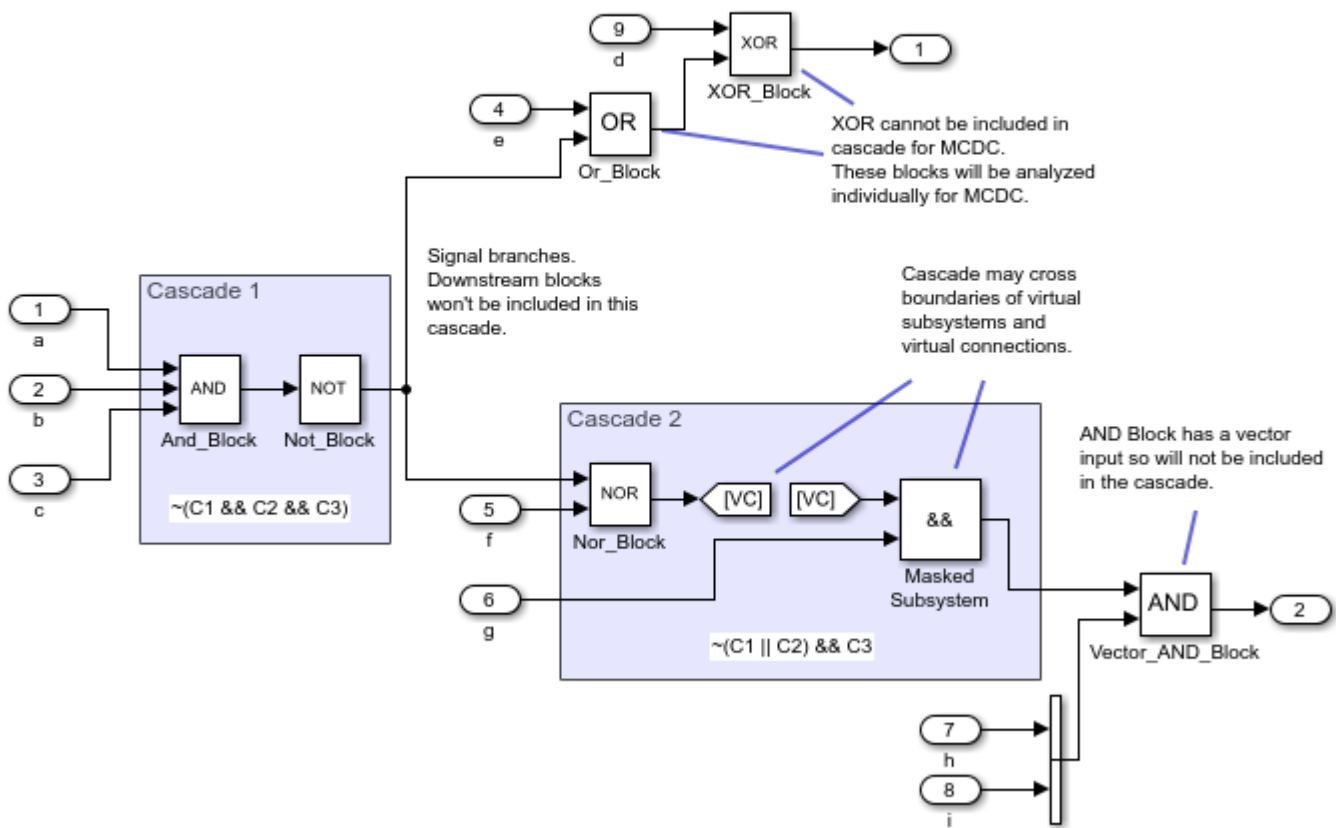 9
d
XOR
XOR_Block
1
4
e
OR
Or_Block
XOR cannot be included in
cascade for MCDC.
These blocks will be analyzed
individually for MCDC.
Signal branches.
Downstream blocks
won't be included in this
cascade.
Cascade may cross
boundaries of virtual
subsystems and
virtual connections.
Cascade 1
1
a
2
b
3
c
AND
And_Block
NOT
Not_Block
~(C1 && C2 && C3)
Cascade 2
5
f
6
g
NOR
Nor_Block
[VC]
[VC]
&&
Masked
Subsystem
~(C1 || C2) && C3
AND Block has a vector
input so will not be included
in the cascade.
AND
Vector_AND_Block
2
7
h
8
i